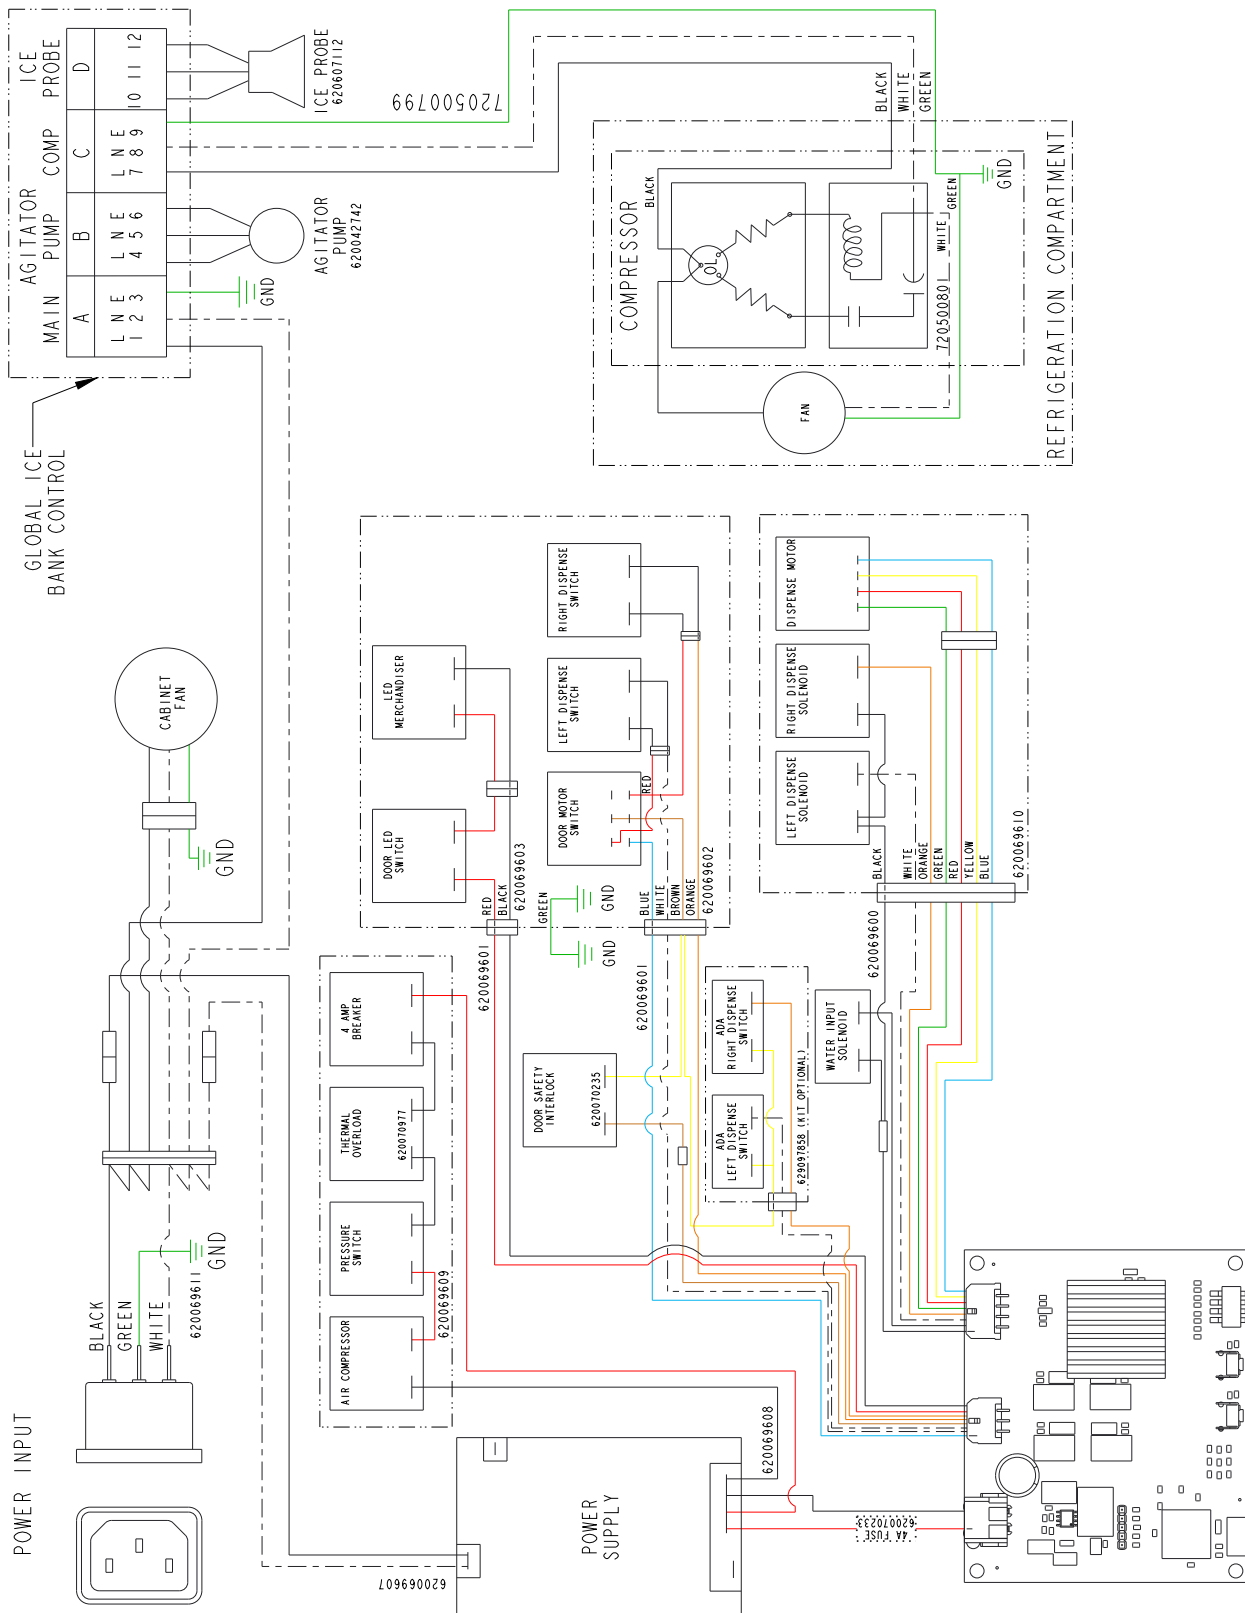 POWER INPUT
BLACK
GREEN
WHITE
GND
620069611
620069607
POWER
SUPPLY
620069608
4A FUSE
620070233
AIR COMPRESSOR
PRESSURE
SWITCH
THERMAL
OVERLOAD
620070977
4 AMP
BREAKER
620069609
CABINET
FAN
GND
GLOBAL ICE
BANK CONTROL
MAIN
AGITATOR
PUMP
COMP
ICE
PROBE
A
B
C
D
L N E
1 2 3
L N E
4 5 6
L N E
7 8 9
10 11 12
GND
AGITATOR
PUMP
620042742
ICE PROBE
620607112
720500799
BLACK
WHITE
GREEN
REFRIGERATION COMPARTMENT
COMPRESSOR
BLACK
OL
WHITE
GREEN
GND
720500801
FAN
DOOR LED
SWITCH
LED
MERCHANDISER
RED
BLACK
620069603
620069601
GREEN
GND
GND
DOOR MOTOR
SWITCH
RED
LEFT DISPENSE
SWITCH
RIGHT DISPENSE
SWITCH
BLUE
WHITE
BROWN
ORANGE
620069602
620069601
DOOR SAFETY
INTERLOCK
620070235
ADA
LEFT DISPENSE
SWITCH
ADA
RIGHT DISPENSE
SWITCH
629097858 (KIT OPTIONAL)
WATER INPUT
SOLENOID
620069600
LEFT DISPENSE
SOLENOID
RIGHT DISPENSE
SOLENOID
DISPENSE MOTOR
BLACK
WHITE
ORANGE
GREEN
RED
YELLOW
BLUE
620069610